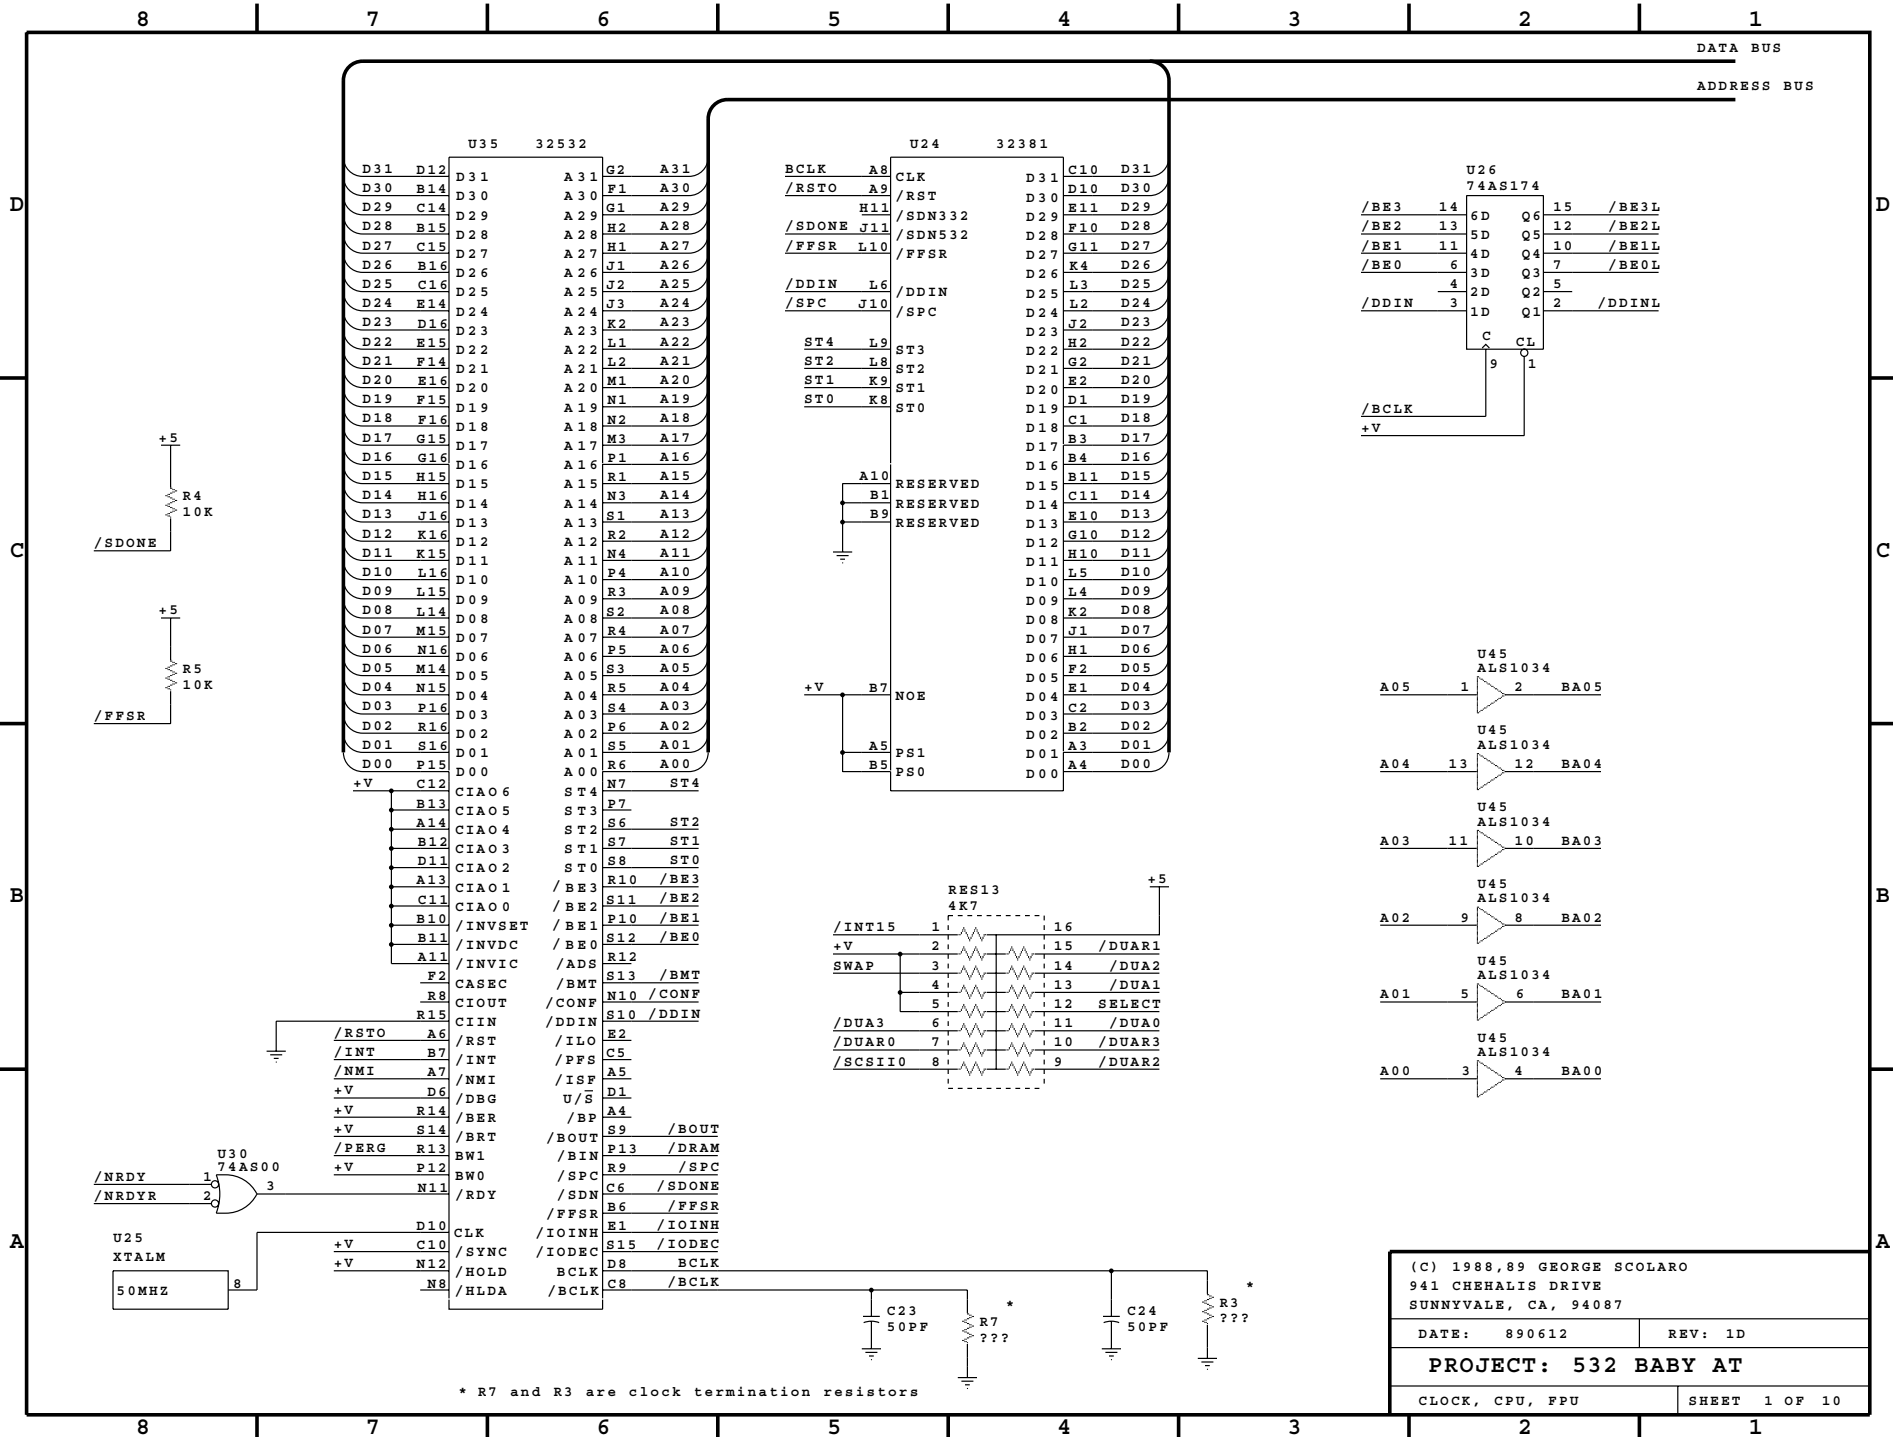 8 7 6 5 4 3 2 1
DATA BUS
ADDRESS BUS
D
C
B
A
U35 32532
D31 D12 D31 A31 G2 A31
D30 B14 D30 A30 F1 A30
D29 C14 D29 A29 G1 A29
D28 B15 D28 A28 H2 A28
D27 C15 D27 A27 H1 A27
D26 B16 D26 A26 J1 A26
D25 C16 D25 A25 J2 A25
D24 E14 D24 A24 J3 A24
D23 D16 D23 A23 K2 A23
D22 E15 D22 A22 L1 A22
D21 F14 D21 A21 L2 A21
D20 E16 D20 A20 M1 A20
D19 F15 D19 A19 N1 A19
D18 F16 D18 A18 N2 A18
D17 G15 D17 A17 M3 A17
D16 G16 D16 A16 P1 A16
D15 H15 D15 A15 R1 A15
D14 H16 D14 A14 N3 A14
D13 J16 D13 A13 S1 A13
D12 K16 D12 A12 R2 A12
D11 K15 D11 A11 N4 A11
D10 L16 D10 A10 P4 A10
D09 L15 D09 A09 R3 A09
D08 L14 D08 A08 S2 A08
D07 M15 D07 A07 R4 A07
D06 N16 D06 A06 P5 A06
D05 M14 D05 A05 S3 A05
D04 N15 D04 A04 R5 A04
D03 P16 D03 A03 S4 A03
D02 R16 D02 A02 P6 A02
D01 S16 D01 A01 S5 A01
D00 P15 D00 A00 R6 A00
+V C12 CIAO6 ST4 N7 ST4
B13 CIAO5 ST3 P7
A14 CIAO4 ST2 S6 ST2
B12 CIAO3 ST1 S7 ST1
D11 CIAO2 ST0 S8 ST0
A13 CIAO1 /BE3 R10 /BE3
C11 CIAO0 /BE2 S11 /BE2
B10 /INVSET /BE1 P10 /BE1
B11 /INVDC /BE0 S12 /BE0
A11 /INVIC /ADS R12
F2 CASEC /BMT S13 /BMT
R8 CIOUT /CONF N10 /CONF
R15 CIIN /DDIN S10 /DDIN
/RSTO A6 /RST /ILO E2
/INT B7 /INT /PFS C5
/NMI A7 /NMI /ISF A5
+V D6 /DBG U/S D1
+V R14 /BER /BP A4
+V S14 /BRT /BOUT S9 /BOUT
/PERG R13 BW1 /BIN P13 /DRAM
+V P12 BW0 /SPC R9 /SPC
N11 /RDY /SDN C6 /SDONE
/FFSR B6 /FFSR
D10 CLK /IOINH E1 /IOINH
+V C10 /SYNC /IODEC S15 /IODEC
+V N12 /HOLD BCLK D8 BCLK
N8 /HLDA /BCLK C8 /BCLK
+5
R4
10K
/SDONE
+5
R5
10K
/FFSR
U30
74AS00
/NRDY 1
/NRDYR 2
3
U25
XTALM
50MHZ 8
U24 32381
BCLK A8 CLK
/RSTO A9 /RST
H11 /SDN332
/SDONE J11 /SDN532
/FFSR L10 /FFSR
/DDIN L6 /DDIN
/SPC J10 /SPC
ST4 L9 ST3
ST2 L8 ST2
ST1 K9 ST1
ST0 K8 ST0
A10 RESERVED
B1 RESERVED
B9 RESERVED
+V B7 NOE
A5 PS1
B5 PS0
D31 C10 D31
D30 D10 D30
D29 E11 D29
D28 F10 D28
D27 G11 D27
D26 K4 D26
D25 L3 D25
D24 L2 D24
D23 J2 D23
D22 H2 D22
D21 G2 D21
D20 E2 D20
D19 D1 D19
D18 C1 D18
D17 B3 D17
D16 B4 D16
D15 B11 D15
D14 C11 D14
D13 E10 D13
D12 G10 D12
D11 H10 D11
D10 L5 D10
D09 L4 D09
D08 K2 D08
D07 J1 D07
D06 H1 D06
D05 F2 D05
D04 E1 D04
D03 C2 D03
D02 B2 D02
D01 A3 D01
D00 A4 D00
U26
74AS174
/BE3 14 6D Q6 15 /BE3L
/BE2 13 5D Q5 12 /BE2L
/BE1 11 4D Q4 10 /BE1L
/BE0 6 3D Q3 7 /BE0L
4 2D Q2 5
/DDIN 3 1D Q1 2 /DDINL
C CL
9 1
/BCLK
+V
U45
ALS1034
A05 1 2 BA05
U45
ALS1034
A04 13 12 BA04
U45
ALS1034
A03 11 10 BA03
U45
ALS1034
A02 9 8 BA02
U45
ALS1034
A01 5 6 BA01
U45
ALS1034
A00 3 4 BA00
RES13
4K7
+5
/INT15 1 16
+V 2 15 /DUAR1
SWAP 3 14 /DUA2
4 13 /DUA1
5 12 SELECT
/DUA3 6 11 /DUA0
/DUAR0 7 10 /DUAR3
/SCSII0 8 9 /DUAR2
C23
50PF
*
R7
???
C24
50PF
*
R3
???
* R7 and R3 are clock termination resistors
(C) 1988,89 GEORGE SCOLARO
941 CHEHALIS DRIVE
SUNNYVALE, CA, 94087
DATE: 890612 REV: 1D
PROJECT: 532 BABY AT
CLOCK, CPU, FPU SHEET 1 OF 10
D
C
B
A
8 7 6 5 4 3 2 1